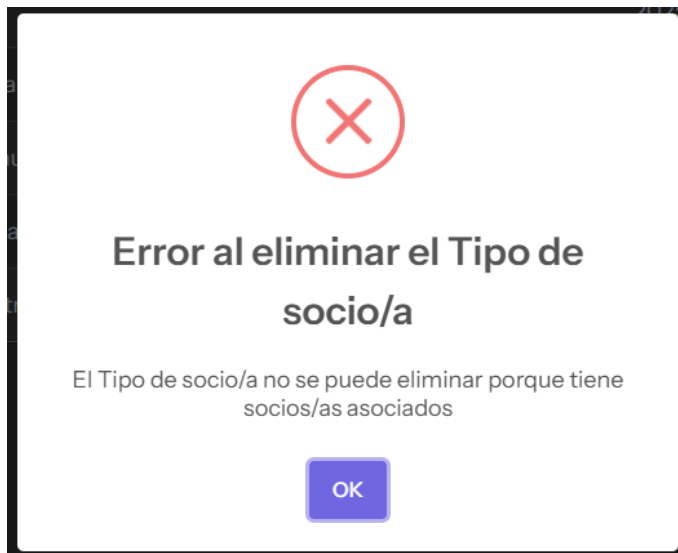 Error al eliminar el Tipo de
socio/a
El Tipo de socio/a no se puede eliminar porque tiene
socios/as asociados
OK